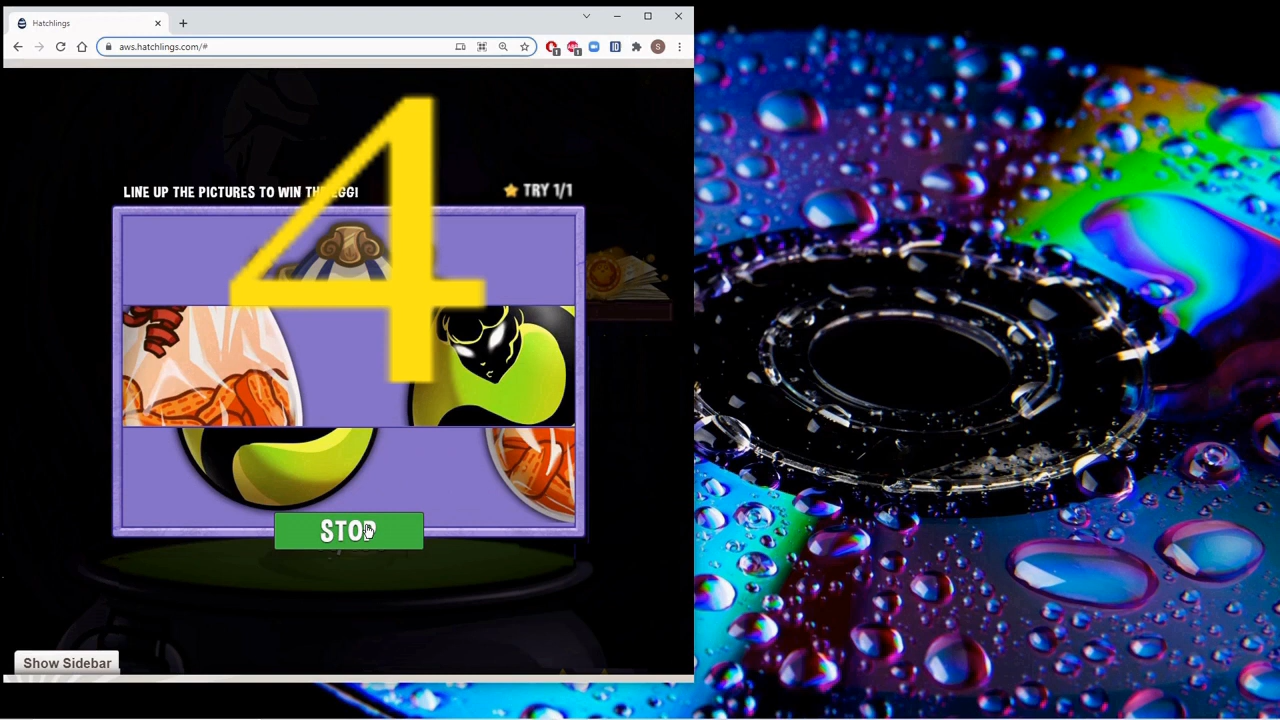 Hatchlings
aws.hatchlings.com/#
4
LINE UP THE PICTURES TO WIN THE EGG!
TRY 1/1
STOP
Show Sidebar